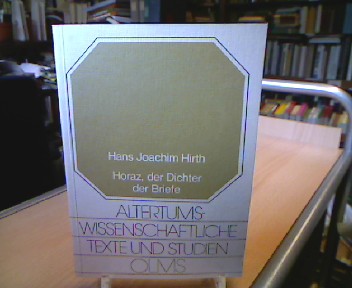 Hans Joachim Hirth
Horaz, der Dichter
der Briefe
ALTERTUMS-
WISSENSCHAFTLICHE
TEXTE UND STUDIEN
OLMS